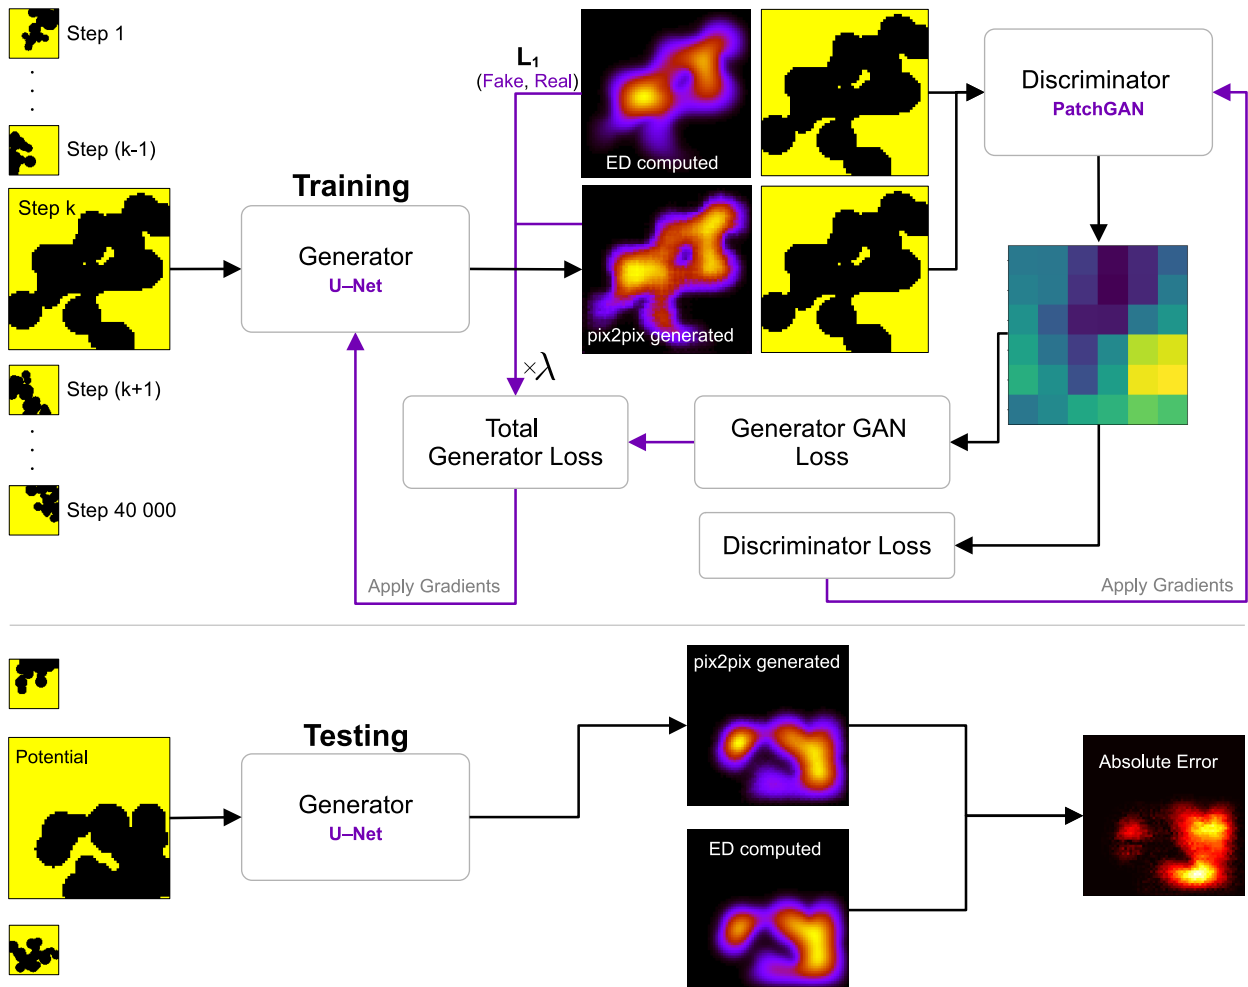 Step 1
Step (k-1)
Step k
Step (k+1)
Step 40 000
Training
Generator
U–Net
L1
(Fake, Real)
ED computed
pix2pix generated
Discriminator
PatchGAN
×λ
Total
Generator Loss
Generator GAN
Loss
Discriminator Loss
Apply Gradients
Apply Gradients
Potential
Testing
Generator
U–Net
pix2pix generated
ED computed
Absolute Error